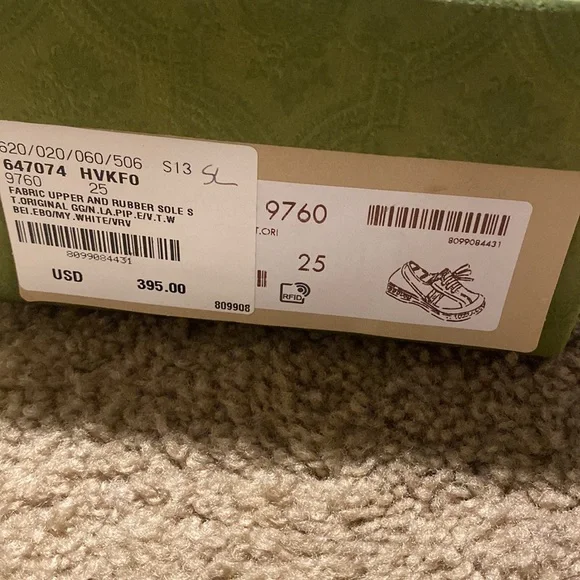 620/020/060/506 S13 SL
647074 HVKF0
9760 25
FABRIC UPPER AND RUBBER SOLE S
T.ORIGINAL GG/N.LA.PIP.E/V.T.W
BEI.EBO/MY.WHITE/VRV
8099084431
USD 395.00
809908
9760
T.ORI
25
RFID
8099084431